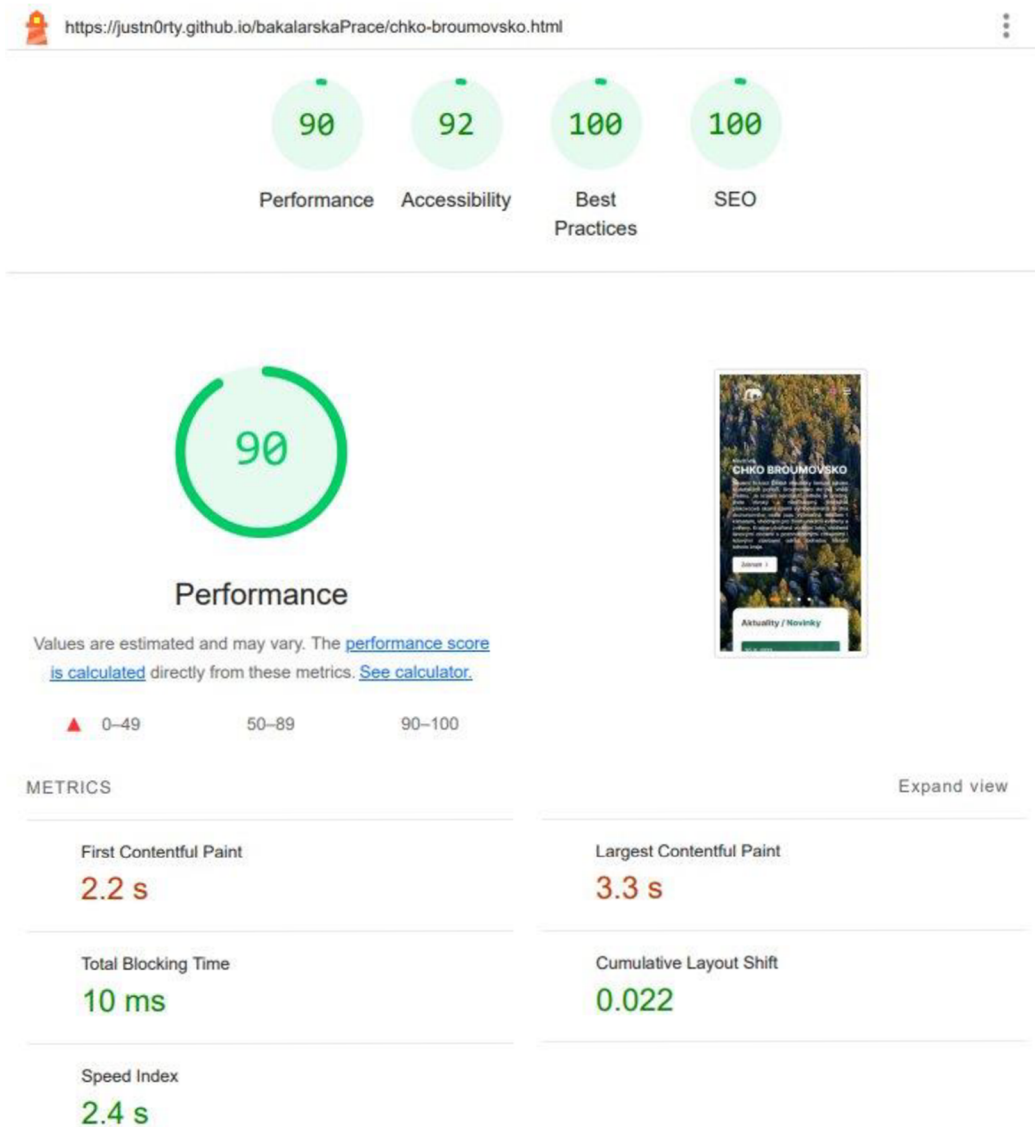 https://justn0rty.github.io/bakalarskaPrace/chko-broumovsko.html
90
92
100
100
Performance
Accessibility
Best
Practices
SEO
90
Performance
Values are estimated and may vary. The performance score
is calculated directly from these metrics. See calculator.
0–49
50–89
90–100
CHKO BROUMOVSKO
Aktuality / Novinky
METRICS
Expand view
First Contentful Paint
2.2 s
Largest Contentful Paint
3.3 s
Total Blocking Time
10 ms
Cumulative Layout Shift
0.022
Speed Index
2.4 s